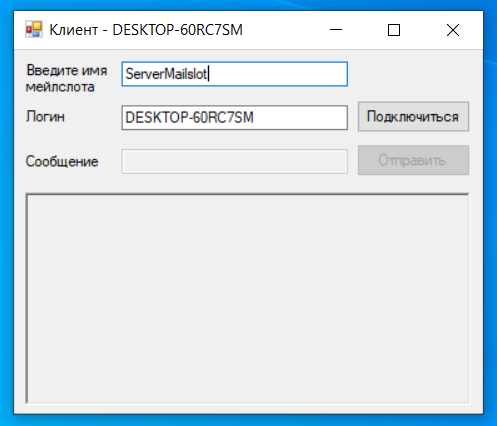 Клиент - DESKTOP-60RC7SM
Введите имя
мейлслота
ServerMailslot
Логин
DESKTOP-60RC7SM
Подключиться
Сообщение
Отправить